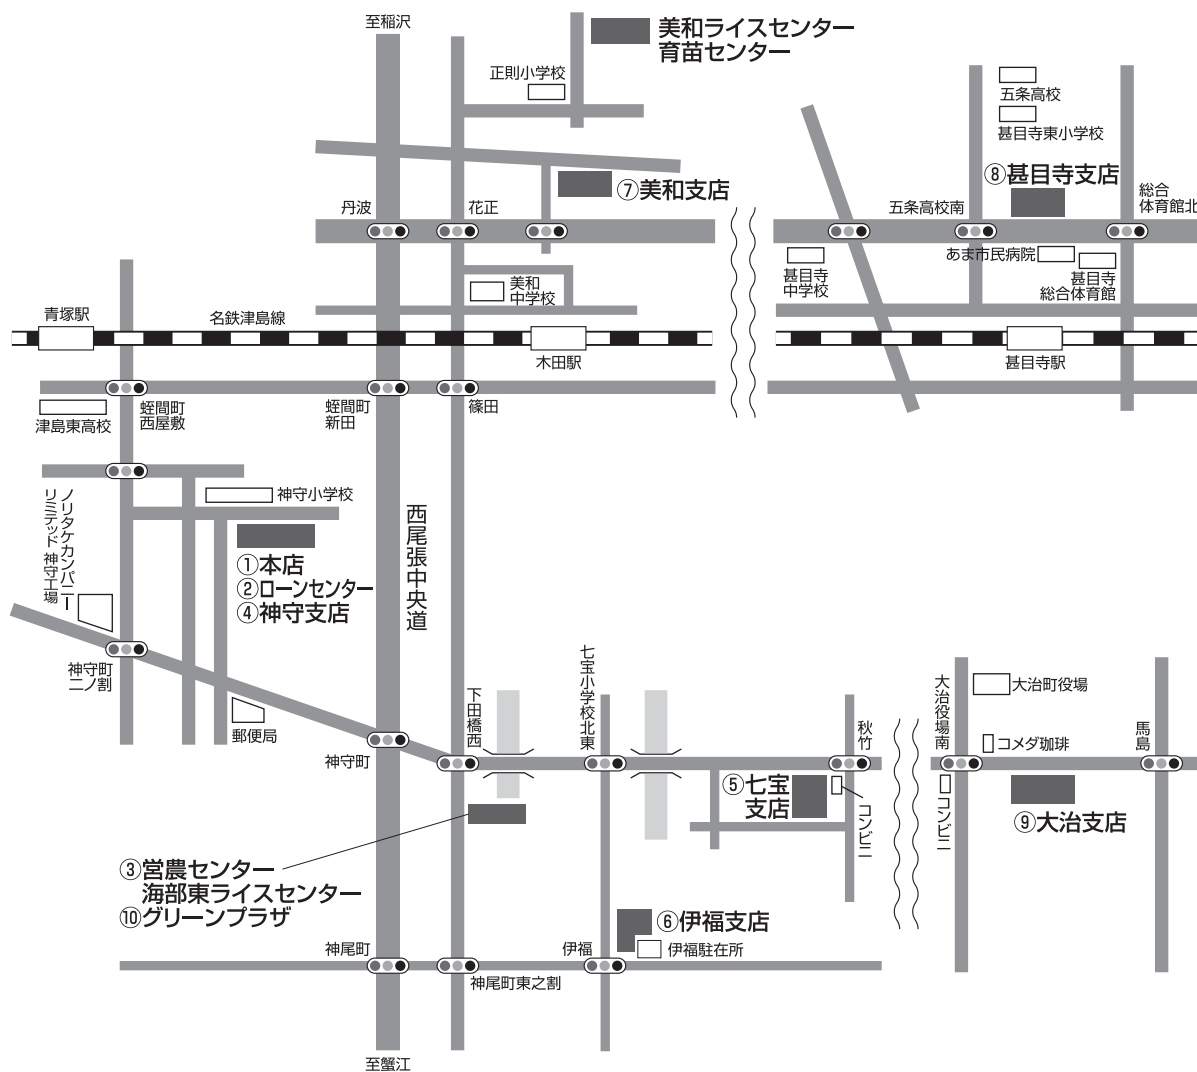 至稲沢
美和ライスセンター
育苗センター
正則小学校
五条高校
甚目寺東小学校
⑧甚目寺支店
⑦美和支店
丹波
花正
五条高校南
総合
体育館北
あま市民病院
甚目寺
中学校
甚目寺
総合体育館
美和
中学校
青塚駅
名鉄津島線
木田駅
甚目寺駅
津島東高校
蛭間町
西屋敷
蛭間町
新田
篠田
神守小学校
ノリタケカンパニー
リミテッド 神守工場
①本店
②ローンセンター
④神守支店
西尾張中央道
神守町
二ノ割
郵便局
神守町
下田橋西
七宝小学校北東
秋竹
大治役場南
大治町役場
コメダ珈琲
馬島
⑤七宝
支店
コンビニ
コンビニ
⑨大治支店
③営農センター
海部東ライスセンター
⑩グリーンプラザ
⑥伊福支店
伊福駐在所
神尾町
伊福
神尾町東之割
至蟹江